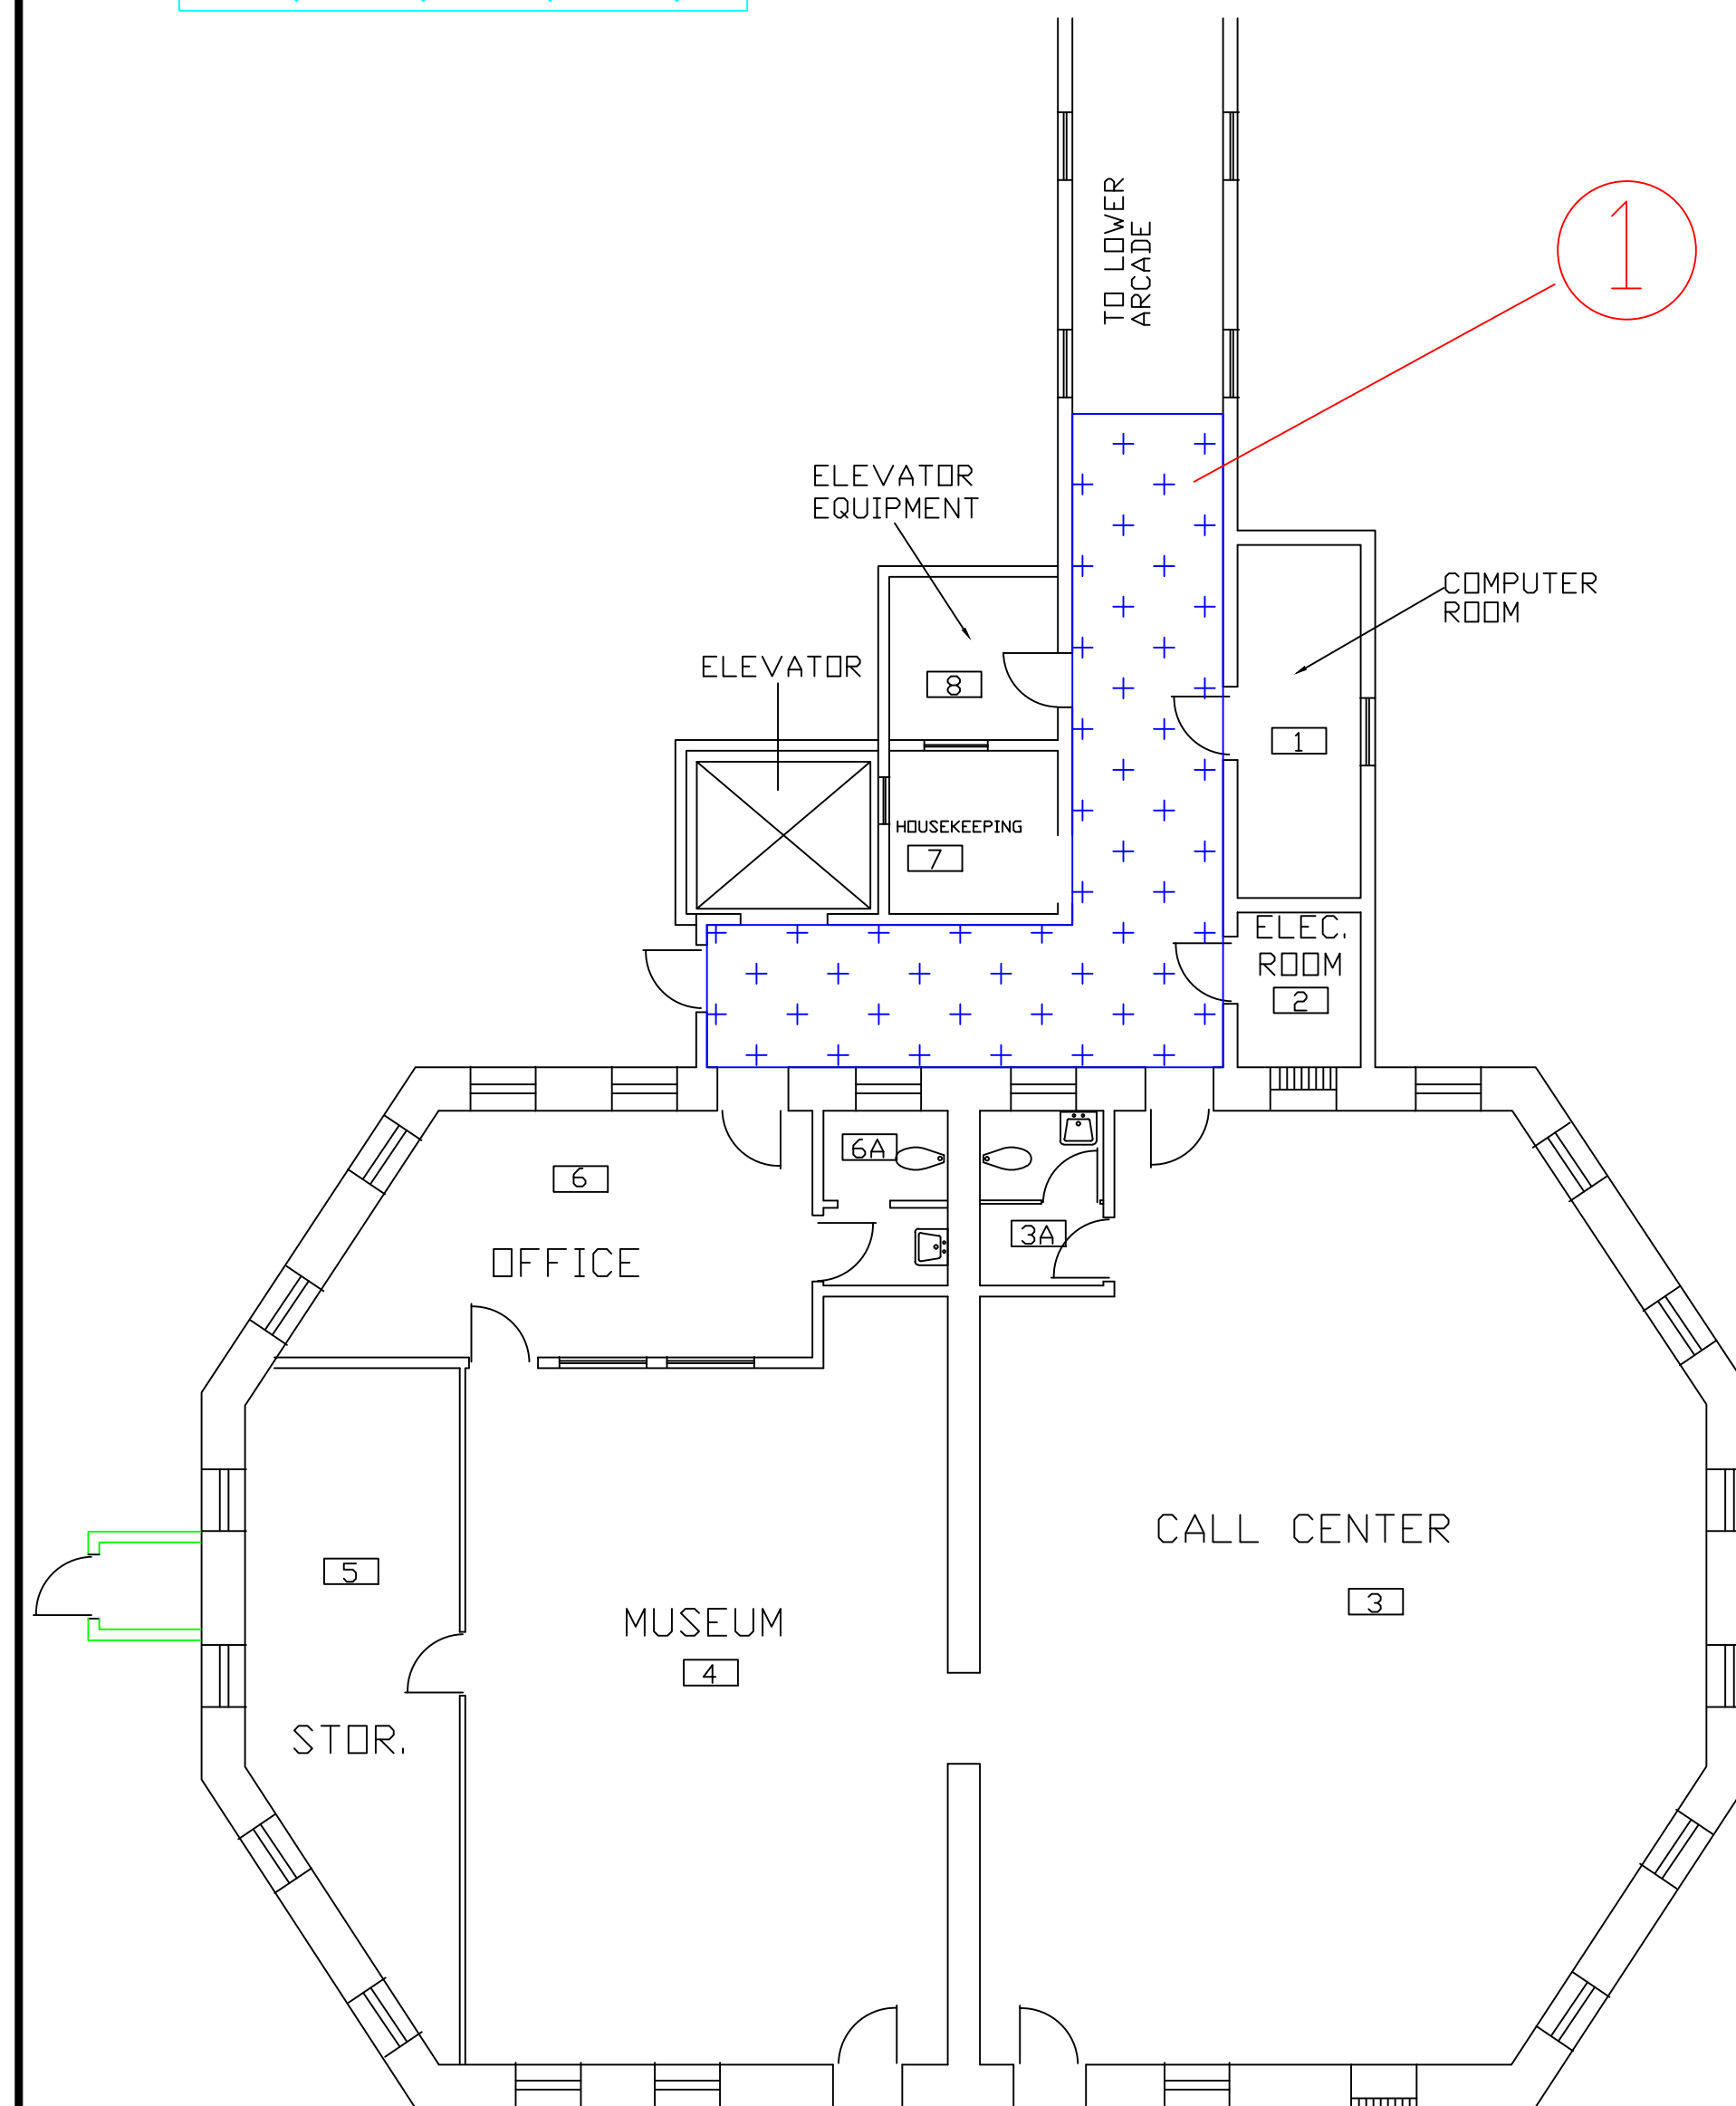 TO LOWER
ARCADE
1
ELEVATOR
EQUIPMENT
COMPUTER
ROOM
ELEVATOR
8
1
HOUSEKEEPING
7
ELEC.
ROOM
2
6A
6
3A
OFFICE
CALL CENTER
5
3
MUSEUM
4
STOR.